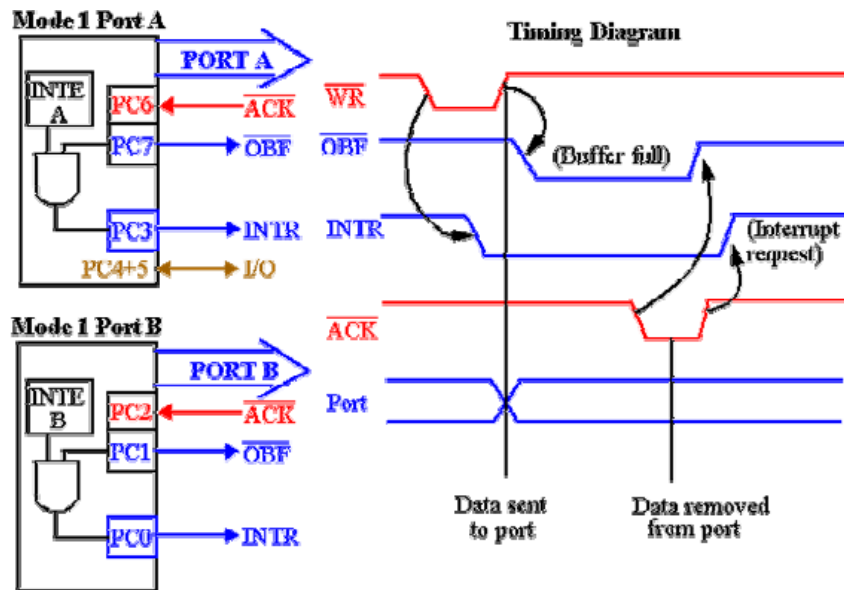 Mode 1 Port A
PORT A
INTE
A
PC6
ACK
PC7
OBF
PC3
INTR
PC4+5
I/O
Mode 1 Port B
PORT B
INTE
B
PC2
ACK
PC1
OBF
PC0
INTR
Timing Diagram
WR
OBF
(Buffer full)
INTR
(Interrupt
request)
ACK
Port
Data sent
to port
Data removed
from port